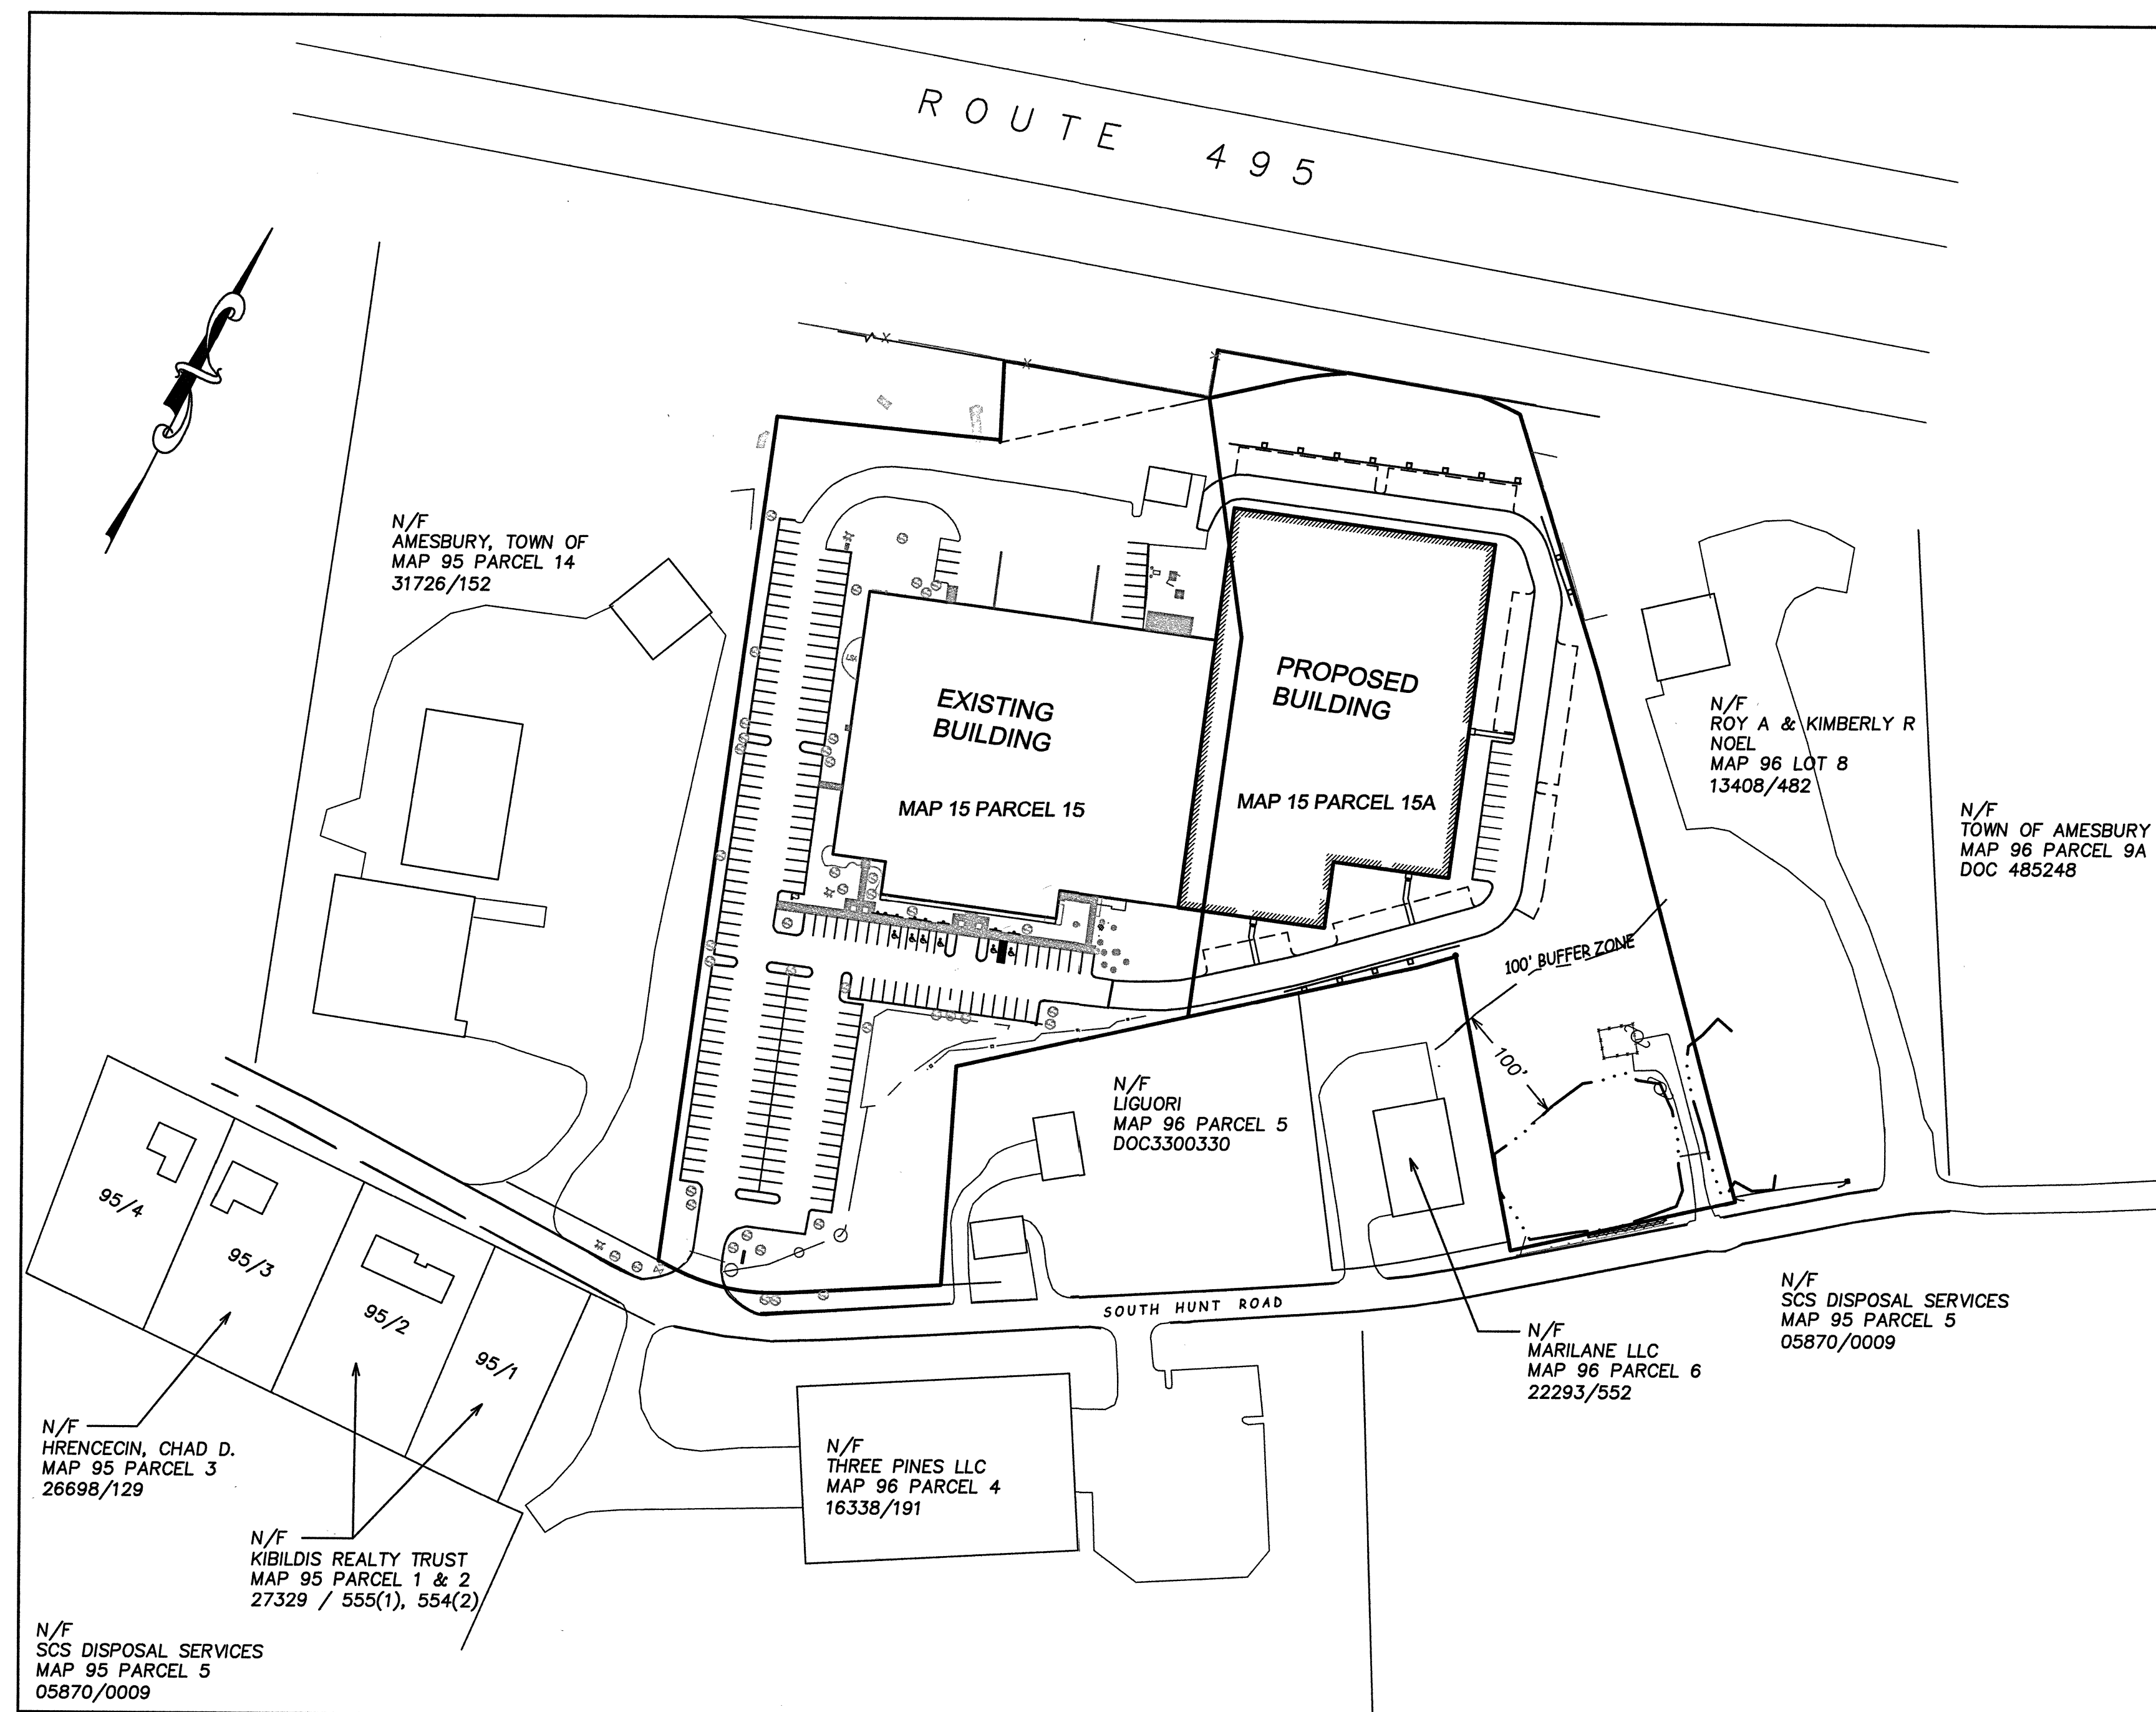 ROUTE 495
N/F
AMESBURY, TOWN OF
MAP 95 PARCEL 14
31726/152
LSA
EXISTING
BUILDING
MAP 15 PARCEL 15
PROPOSED
BUILDING
MAP 15 PARCEL 15A
N/F
ROY A & KIMBERLY R
NOEL
MAP 96 LOT 8
13408/482
N/F
TOWN OF AMESBURY
MAP 96 PARCEL 9A
DOC 485248
100' BUFFER ZONE
100'
N/F
LIGUORI
MAP 96 PARCEL 5
DOC3300330
95/4
95/3
95/2
95/1
SOUTH HUNT ROAD
N/F
SCS DISPOSAL SERVICES
MAP 95 PARCEL 5
05870/0009
N/F
MARILANE LLC
MAP 96 PARCEL 6
22293/552
N/F
HRENCECIN, CHAD D.
MAP 95 PARCEL 3
26698/129
N/F
THREE PINES LLC
MAP 96 PARCEL 4
16338/191
N/F
KIBILDIS REALTY TRUST
MAP 95 PARCEL 1 & 2
27329 / 555(1), 554(2)
N/F
SCS DISPOSAL SERVICES
MAP 95 PARCEL 5
05870/0009